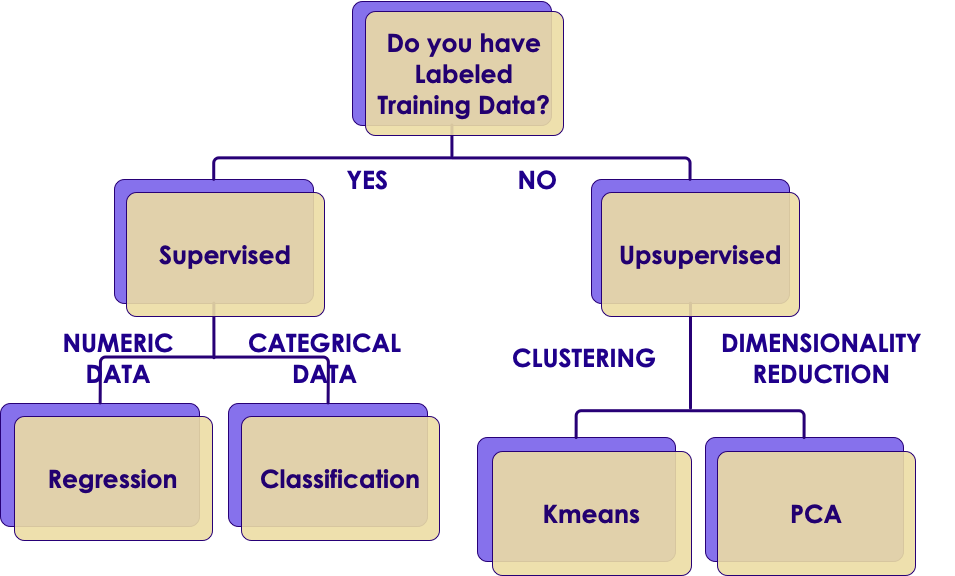 Do you have
Labeled
Training Data?
YES
NO
Supervised
Upsupervised
NUMERIC
DATA
CATEGRICAL
DATA
CLUSTERING
DIMENSIONALITY
REDUCTION
Regression
Classification
Kmeans
PCA